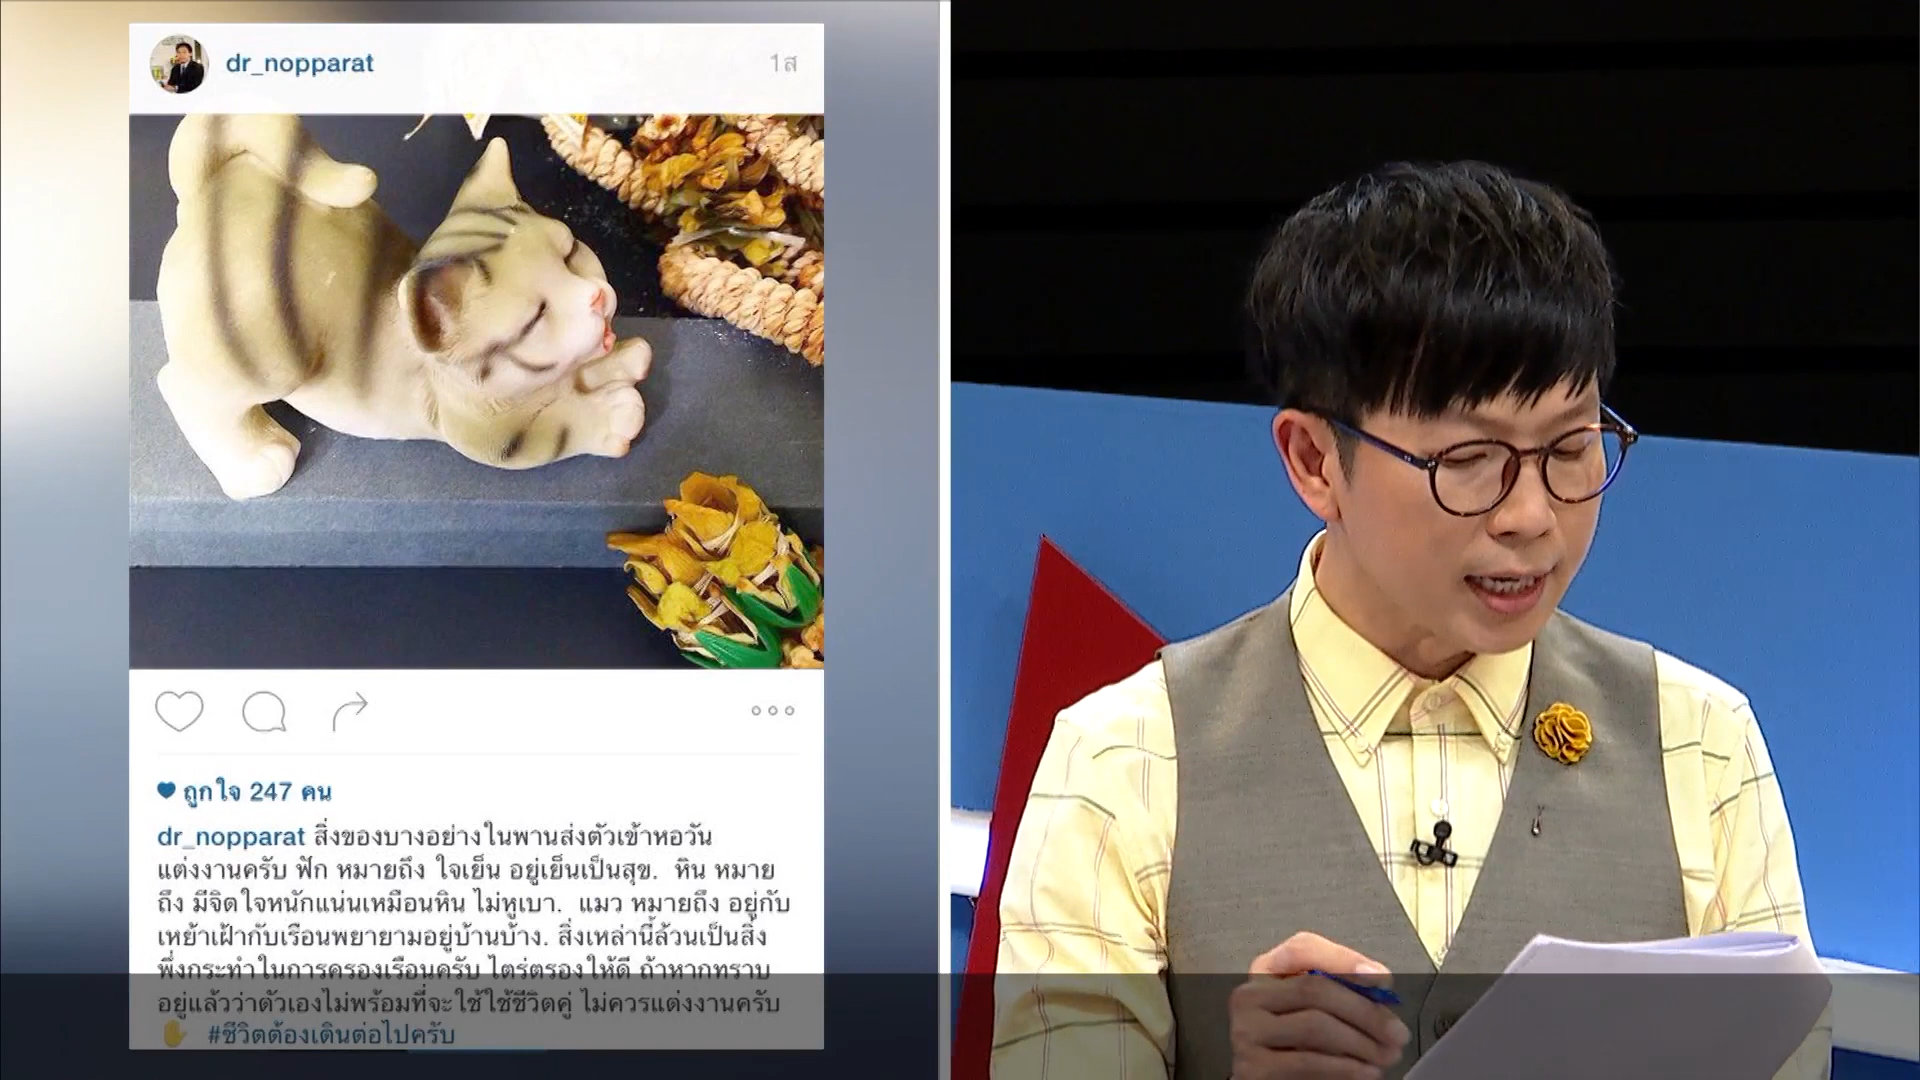 dr_nopparat
1ส
ถูกใจ 247 คน
dr_nopparat สิ่งของบางอย่างในพานส่งตัวเข้าหอวัน
แต่งงานครับ ฟัก หมายถึง ใจเย็น อยู่เย็นเป็นสุข. หิน หมาย
ถึง มีจิตใจหนักแน่นเหมือนหิน ไม่หูเบา. แมว หมายถึง อยู่กับ
เหย้าเฝ้ากับเรือนพยายามอยู่บ้านบ้าง. สิ่งเหล่านี้ล้วนเป็นสิ่ง
พึ่งกระทำในการครองเรือนครับ ไตร่ตรองให้ดี ถ้าหากทราบ
อยู่แล้วว่าตัวเองไม่พร้อมที่จะใช้ใช้ชีวิตคู่ ไม่ควรแต่งงานครับ
✋ #ชีวิตต้องเดินต่อไปครับ